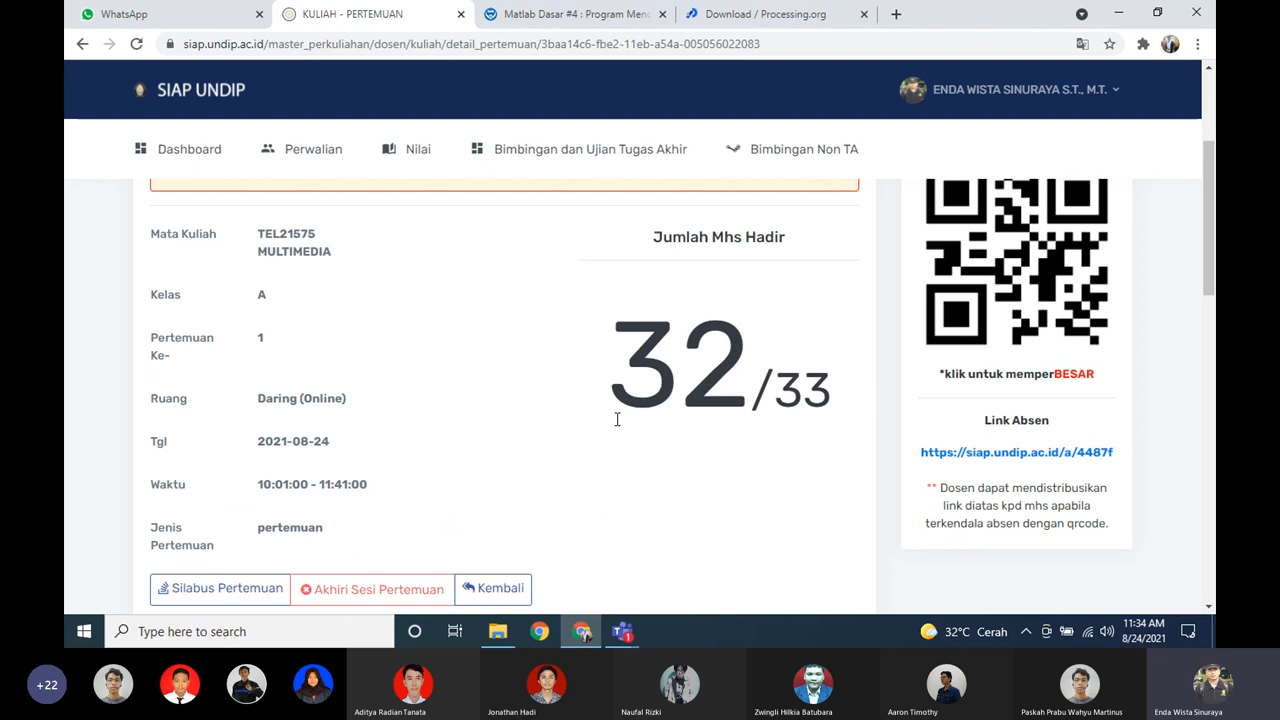 WhatsApp
KULIAH - PERTEMUAN
Matlab Dasar #4 : Program Menc
Download / Processing.org
siap.undip.ac.id/master_perkuliahan/dosen/kuliah/detail_pertemuan/3baa14c6-fbe2-11eb-a54a-005056022083
SIAP UNDIP
ENDA WISTA SINURAYA S.T., M.T.
Dashboard
Perwalian
Nilai
Bimbingan dan Ujian Tugas Akhir
Bimbingan Non TA
Mata Kuliah
TEL21575
MULTIMEDIA
Kelas
A
Pertemuan
Ke-
1
Ruang
Daring (Online)
Tgl
2021-08-24
Waktu
10:01:00 - 11:41:00
Jenis
Pertemuan
pertemuan
Silabus Pertemuan
Akhiri Sesi Pertemuan
Kembali
Jumlah Mhs Hadir
32/33
*klik untuk memperBESAR
Link Absen
https://siap.undip.ac.id/a/4487f
** Dosen dapat mendistribusikan
link diatas kpd mhs apabila
terkendala absen dengan qrcode.
Type here to search
1
32°C Cerah
11:34 AM
8/24/2021
+22
Aditya Radian Tanata
Jonathan Hadi
Naufal Rizki
Zwingli Hilkia Batubara
Aaron Timothy
Paskah Prabu Wahyu Martinus
Enda Wista Sinuraya